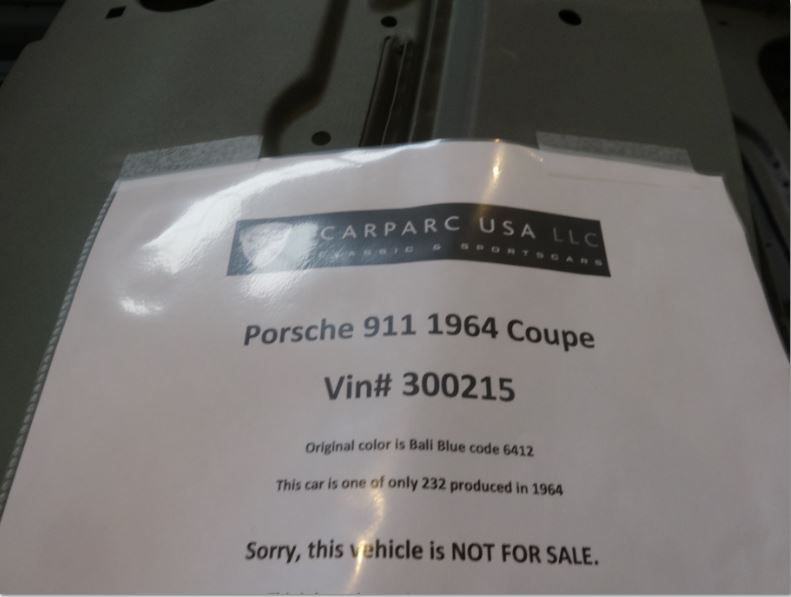 CARPARC USA LLC
CLASSIC & SPORTSCARS
Porsche 911 1964 Coupe
Vin# 300215
Original color is Bali Blue code 6412
This car is one of only 232 produced in 1964
Sorry, this vehicle is NOT FOR SALE.